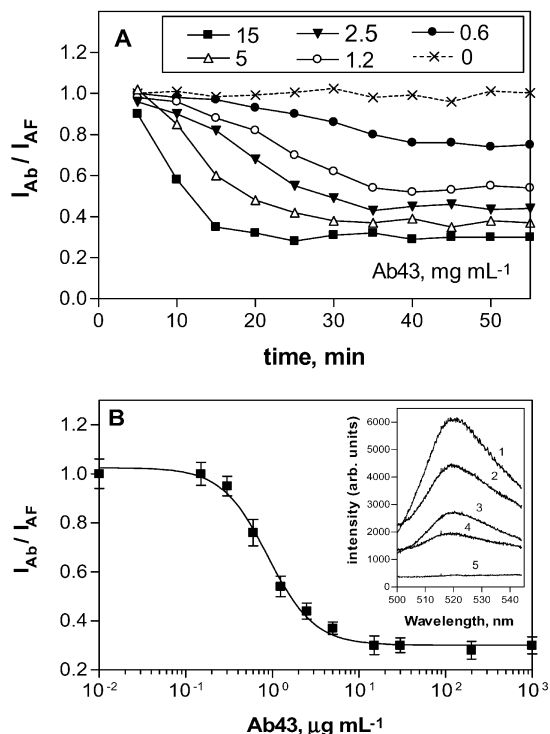 A
15 2.5 0.6
5 1.2 0
I_Ab / I_AF
1.2
1.0
0.8
0.6
0.4
0.2
0.0
Ab43, mg mL-1
0 10 20 30 40 50
time, min
B
I_Ab / I_AF
1.2
1.0
0.8
0.6
0.4
0.2
10-2 10-1 100 101 102 103
Ab43, µg mL-1
intensity (arb. units)
6000
5000
4000
3000
2000
1000
0
1
2
3
4
5
500 510 520 530 540
Wavelength, nm